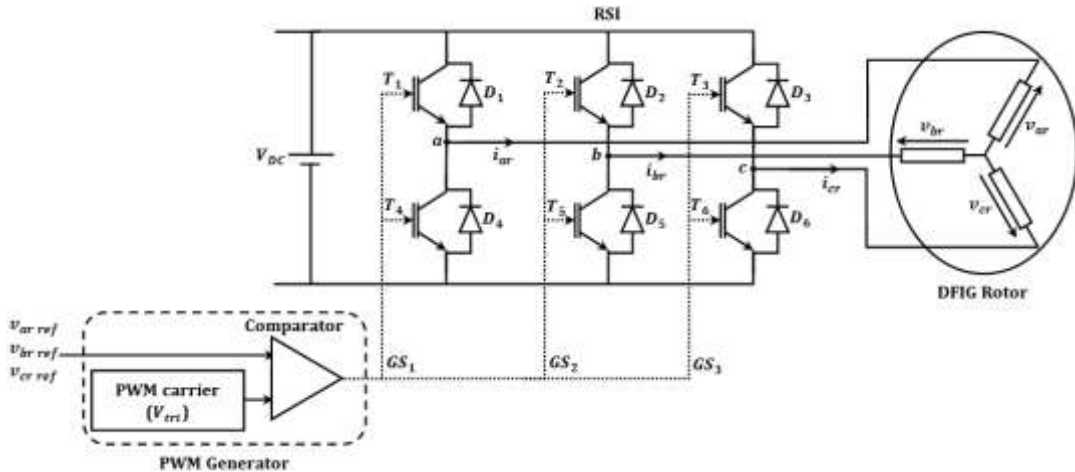 RSI
T1 D1 T2 D2 T3 D3
VDC
a iar b ibr c icr
vbr var vcr
T4 D4 T5 D5 T6 D6
DFIG Rotor
var ref
vbr ref
vcr ref
Comparator
PWM carrier
(Vtri)
GS1 GS2 GS3
PWM Generator